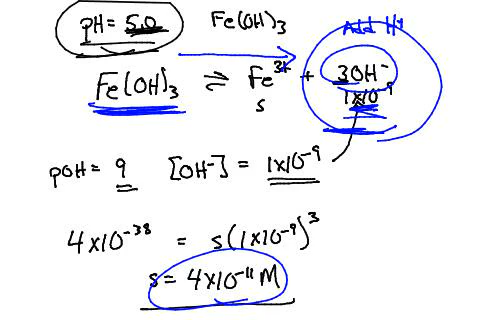 pH = 5.0 Fe(OH)3 Add H+
Fe(OH)3 ⇌ Fe3+ + 3OH-
s 1x10-9
pOH = 9 [OH-] = 1x10-9
4x10-38 = s(1x10-9)3
s = 4x10-11 M